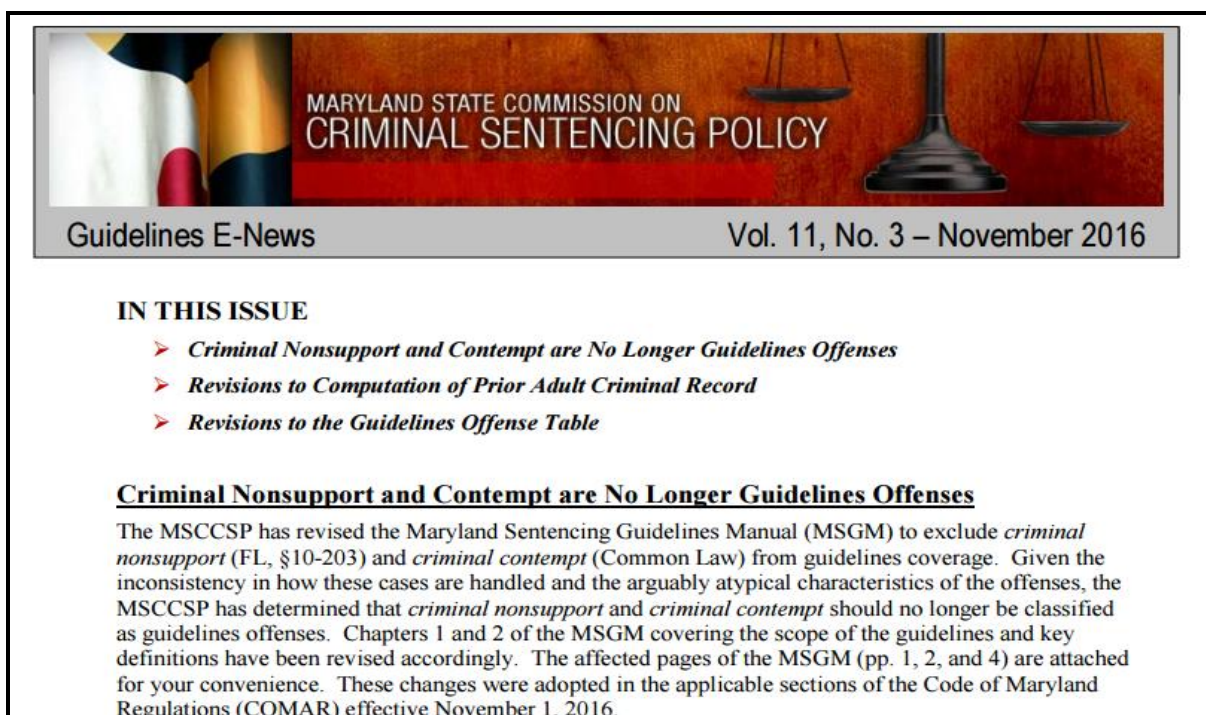 MARYLAND STATE COMMISSION ON
CRIMINAL SENTENCING POLICY
Guidelines E-News Vol. 11, No. 3 – November 2016
IN THIS ISSUE
➢ Criminal Nonsupport and Contempt are No Longer Guidelines Offenses
➢ Revisions to Computation of Prior Adult Criminal Record
➢ Revisions to the Guidelines Offense Table
Criminal Nonsupport and Contempt are No Longer Guidelines Offenses
The MSCCSP has revised the Maryland Sentencing Guidelines Manual (MSGM) to exclude criminal
nonsupport (FL, §10-203) and criminal contempt (Common Law) from guidelines coverage. Given the
inconsistency in how these cases are handled and the arguably atypical characteristics of the offenses, the
MSCCSP has determined that criminal nonsupport and criminal contempt should no longer be classified
as guidelines offenses. Chapters 1 and 2 of the MSGM covering the scope of the guidelines and key
definitions have been revised accordingly. The affected pages of the MSGM (pp. 1, 2, and 4) are attached
for your convenience. These changes were adopted in the applicable sections of the Code of Maryland
Regulations (COMAR) effective November 1, 2016.